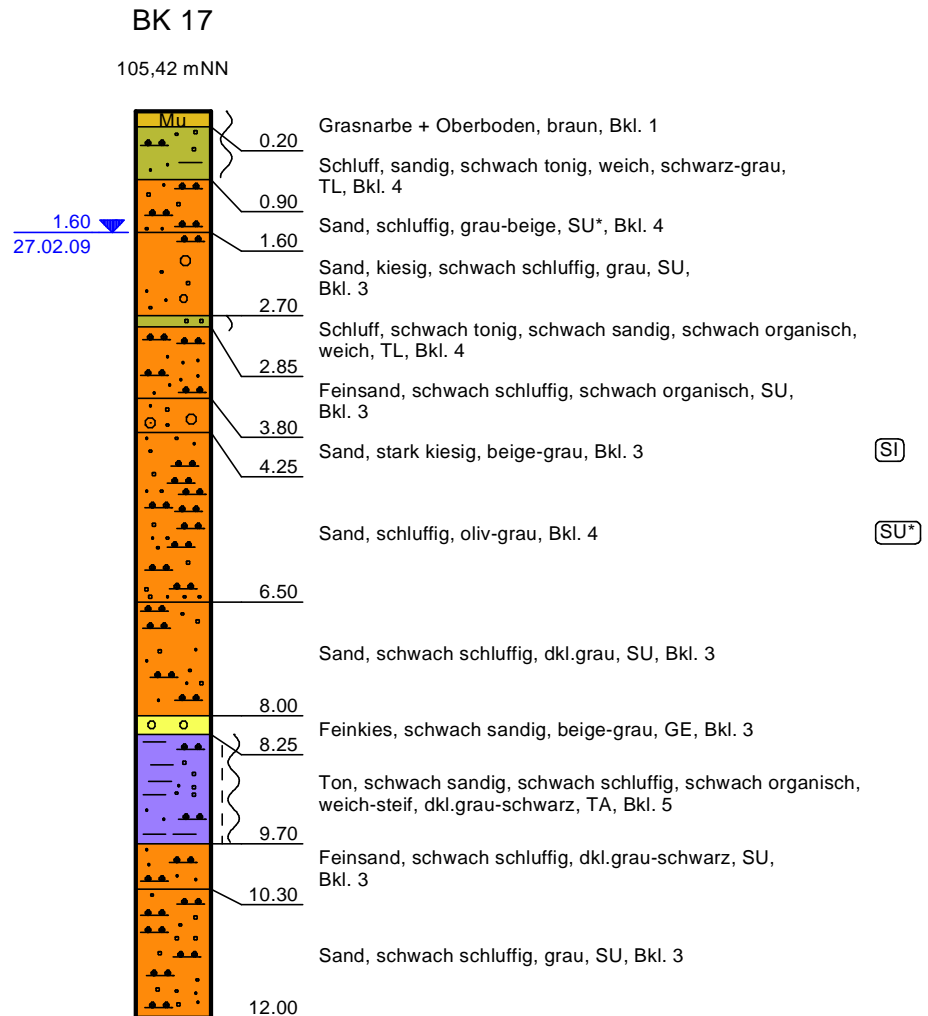 BK 17
105,42 mNN
Mu
0.20
Grasnarbe + Oberboden, braun, Bkl. 1
Schluff, sandig, schwach tonig, weich, schwarz-grau,
TL, Bkl. 4
0.90
Sand, schluffig, grau-beige, SU*, Bkl. 4
1.60
27.02.09
1.60
Sand, kiesig, schwach schluffig, grau, SU,
Bkl. 3
2.70
Schluff, schwach tonig, schwach sandig, schwach organisch,
weich, TL, Bkl. 4
2.85
Feinsand, schwach schluffig, schwach organisch, SU,
Bkl. 3
3.80
Sand, stark kiesig, beige-grau, Bkl. 3 SI
4.25
Sand, schluffig, oliv-grau, Bkl. 4 SU*
6.50
Sand, schwach schluffig, dkl.grau, SU, Bkl. 3
8.00
Feinkies, schwach sandig, beige-grau, GE, Bkl. 3
8.25
Ton, schwach sandig, schwach schluffig, schwach organisch,
weich-steif, dkl.grau-schwarz, TA, Bkl. 5
9.70
Feinsand, schwach schluffig, dkl.grau-schwarz, SU,
Bkl. 3
10.30
Sand, schwach schluffig, grau, SU, Bkl. 3
12.00